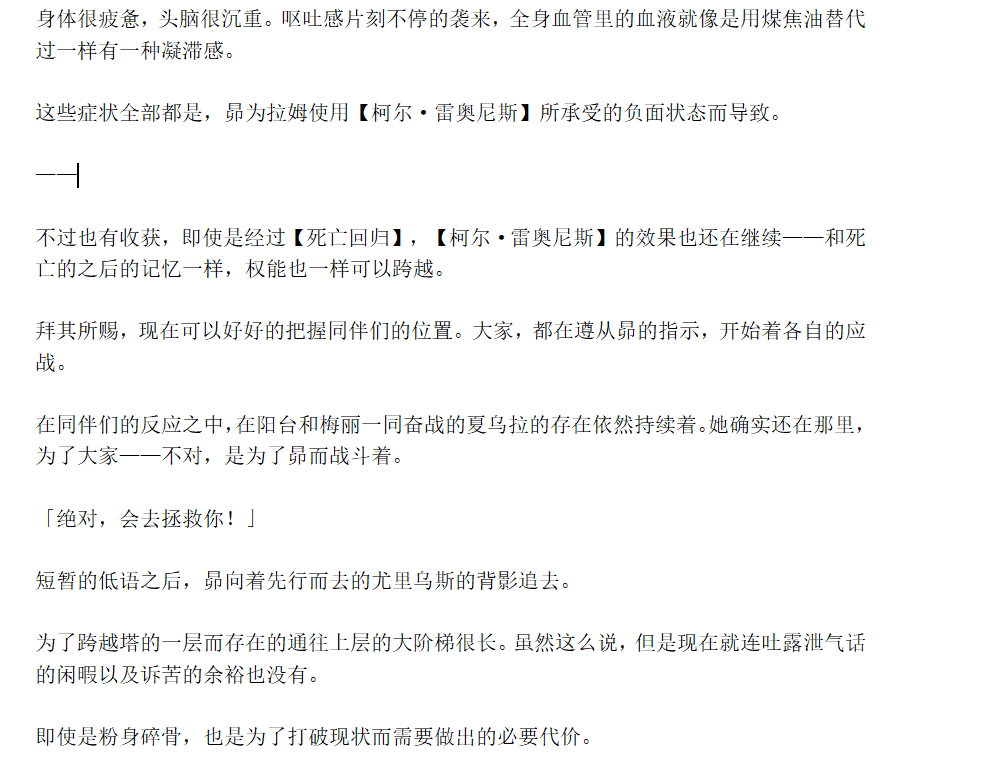 身体很疲惫，头脑很沉重。呕吐感片刻不停的袭来，全身血管里的血液就像是用煤焦油替代
过一样有一种凝滞感。
这些症状全部都是，昴为拉姆使用【柯尔·雷奥尼斯】所承受的负面状态而导致。
——
不过也有收获，即使是经过【死亡回归】，【柯尔·雷奥尼斯】的效果也还在继续——和死
亡的之后的记忆一样，权能也一样可以跨越。
拜其所赐，现在可以好好的把握同伴们的位置。大家，都在遵从昴的指示，开始着各自的应
战。
在同伴们的反应之中，在阳台和梅丽一同奋战的夏乌拉的存在依然持续着。她确实还在那里，
为了大家——不对，是为了昴而战斗着。
「绝对，会去拯救你！」
短暂的低语之后，昴向着先行而去的尤里乌斯的背影追去。
为了跨越塔的一层而存在的通往上层的大阶梯很长。虽然这么说，但是现在就连吐露泄气话
的闲暇以及诉苦的余裕也没有。
即使是粉身碎骨，也是为了打破现状而需要做出的必要代价。